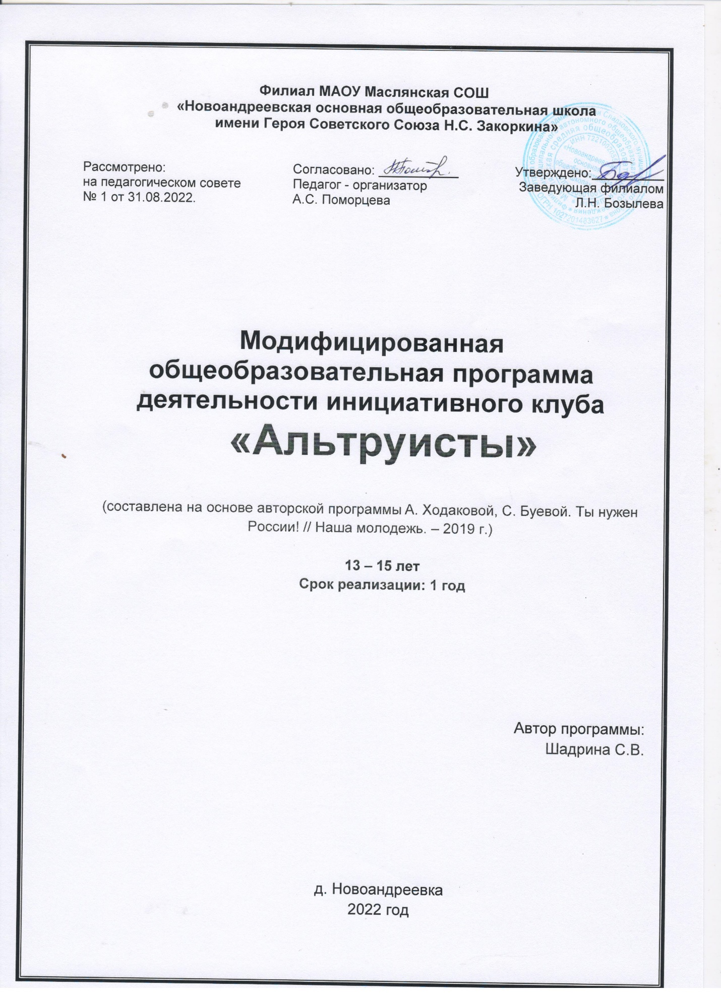 Филиал МАОУ Маслянская СОШ
«Новоандреевская основная общеобразовательная школа
имени Героя Советского Союза Н.С. Закоркина»
Рассмотрено:
на педагогическом совете
№ 1 от 31.08.2022.
Согласовано:
Педагог - организатор
А.С. Поморцева
Утверждено:
Заведующая филиалом
Л.Н. Бозылева
Модифицированная
общеобразовательная программа
деятельности инициативного клуба
«Альтруисты»
(составлена на основе авторской программы А. Ходаковой, С. Буевой. Ты нужен
России! // Наша молодежь. – 2019 г.)
13 – 15 лет
Срок реализации: 1 год
Автор программы:
Шадрина С.В.
д. Новоандреевка
2022 год